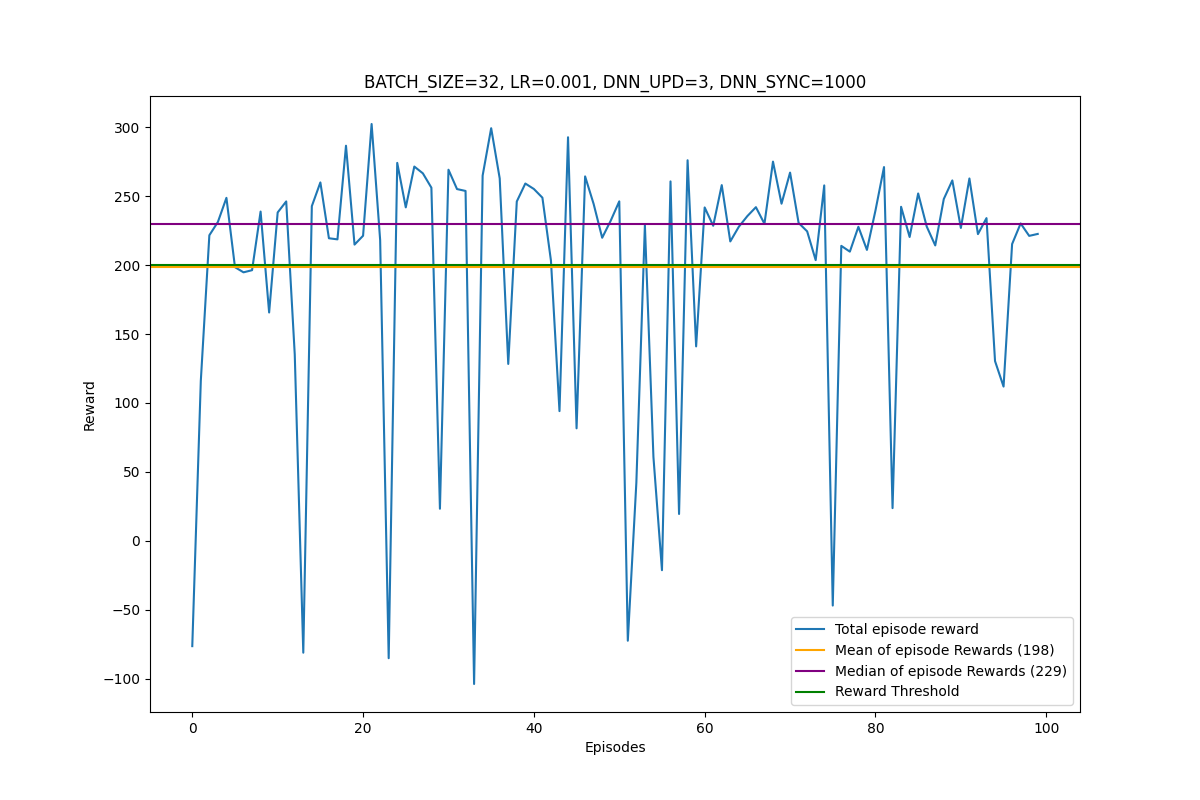 BATCH_SIZE=32, LR=0.001, DNN_UPD=3, DNN_SYNC=1000
300
250
200
150
100
50
0
−50
−100
Reward
Total episode reward
Mean of episode Rewards (198)
Median of episode Rewards (229)
Reward Threshold
0
20
40
60
80
100
Episodes